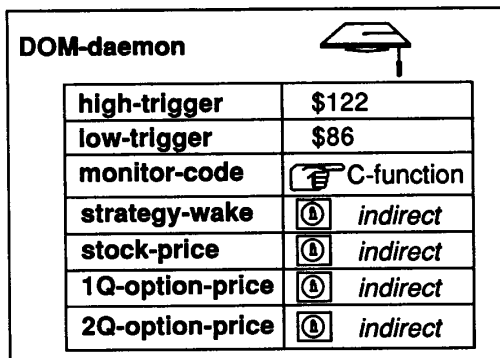 DOM-daemon
high-trigger $122
low-trigger $86
monitor-code C-function
strategy-wake indirect
stock-price indirect
1Q-option-price indirect
2Q-option-price indirect